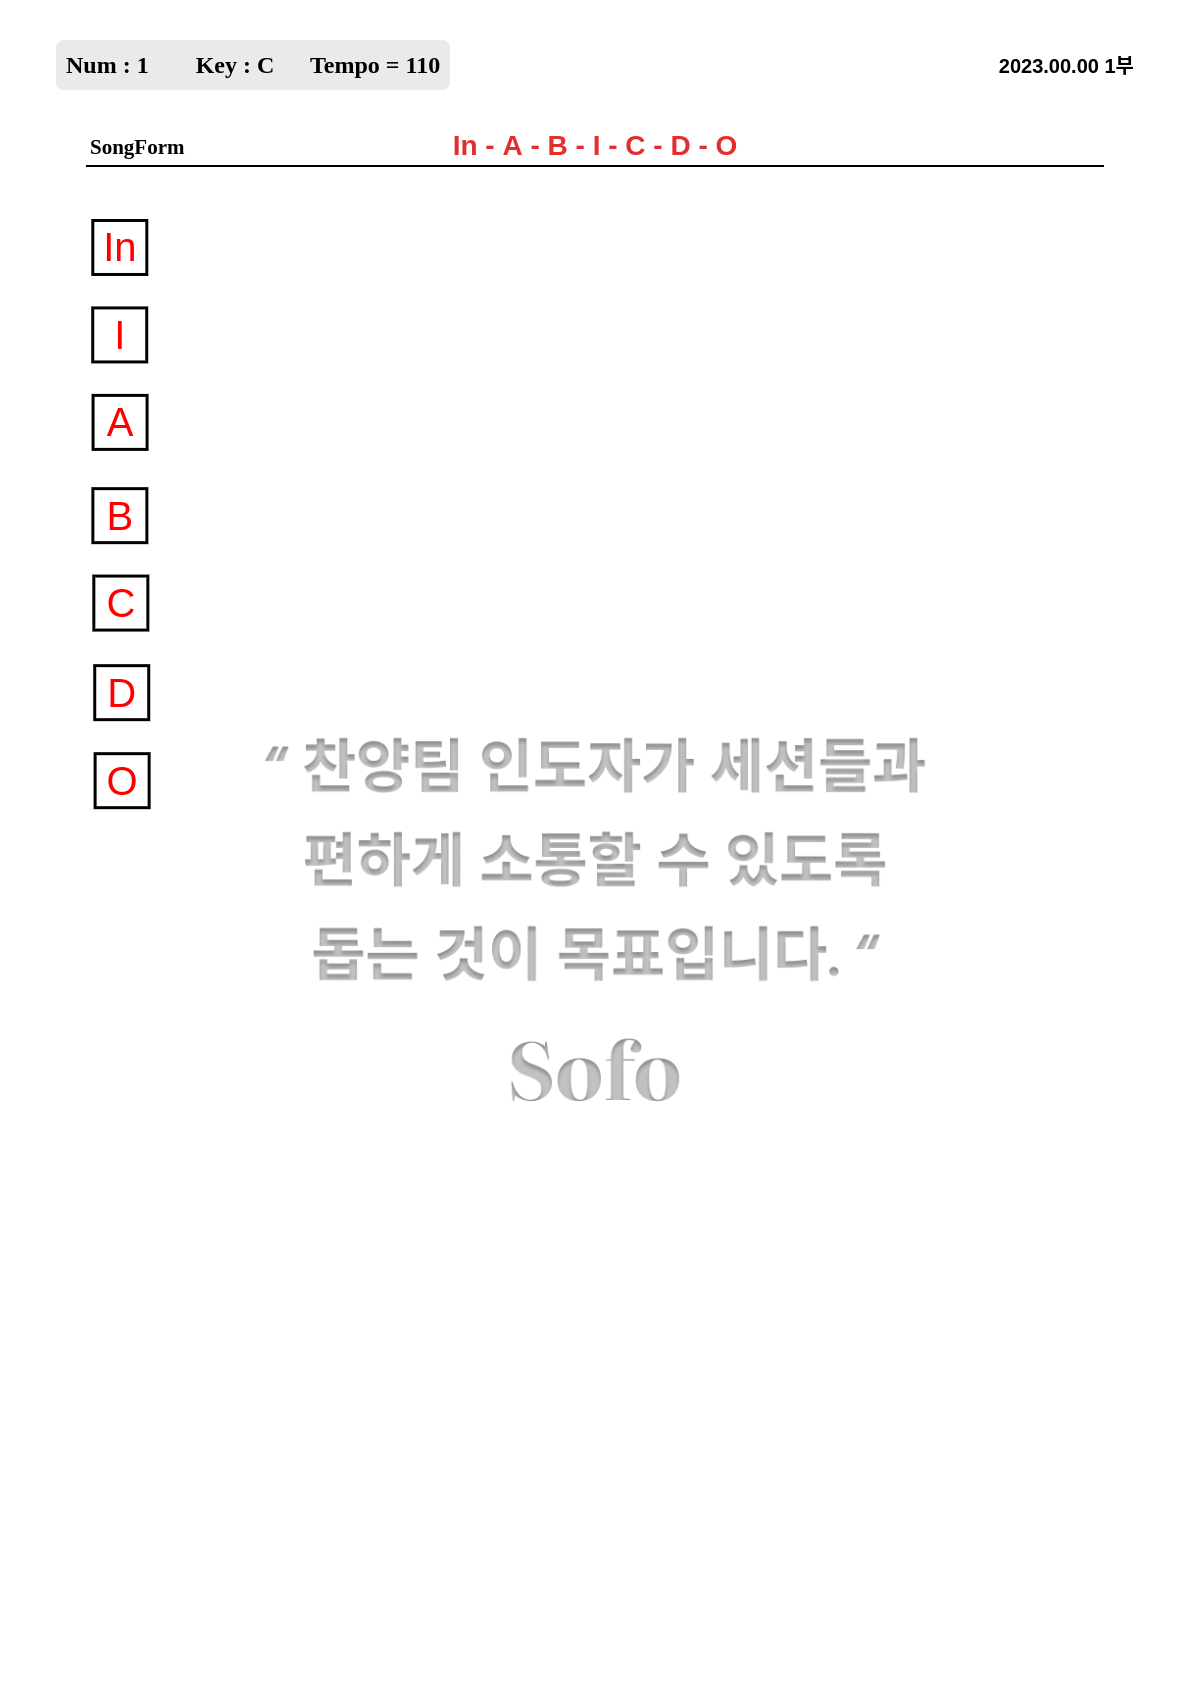 Num : 1 Key : C Tempo = 110
2023.00.00 1부
SongForm In - A - B - I - C - D - O
In
I
A
B
C
D
O
“ 찬양팀 인도자가 세션들과
편하게 소통할 수 있도록
돕는 것이 목표입니다. “
Sofo